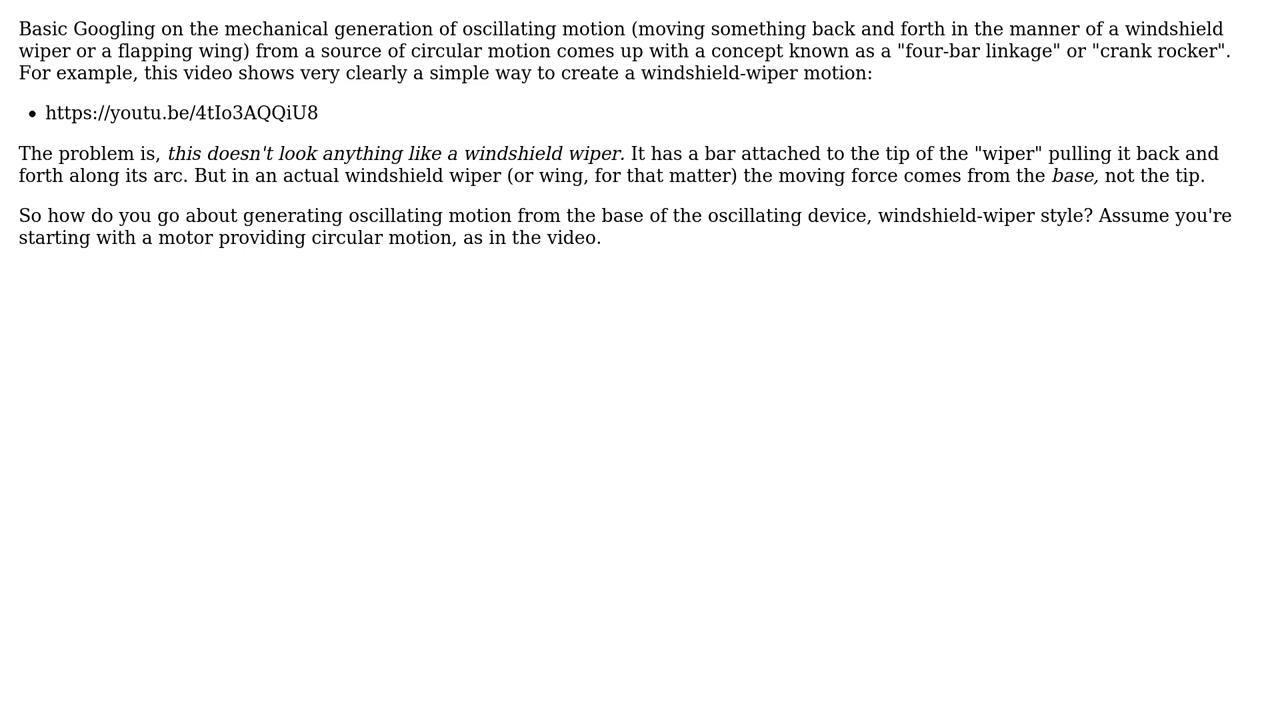 Basic Googling on the mechanical generation of oscillating motion (moving something back and forth in the manner of a windshield
wiper or a flapping wing) from a source of circular motion comes up with a concept known as a "four-bar linkage" or "crank rocker".
For example, this video shows very clearly a simple way to create a windshield-wiper motion:
• https://youtu.be/4tIo3AQQiU8
The problem is, this doesn't look anything like a windshield wiper. It has a bar attached to the tip of the "wiper" pulling it back and
forth along its arc. But in an actual windshield wiper (or wing, for that matter) the moving force comes from the base, not the tip.
So how do you go about generating oscillating motion from the base of the oscillating device, windshield-wiper style? Assume you're
starting with a motor providing circular motion, as in the video.